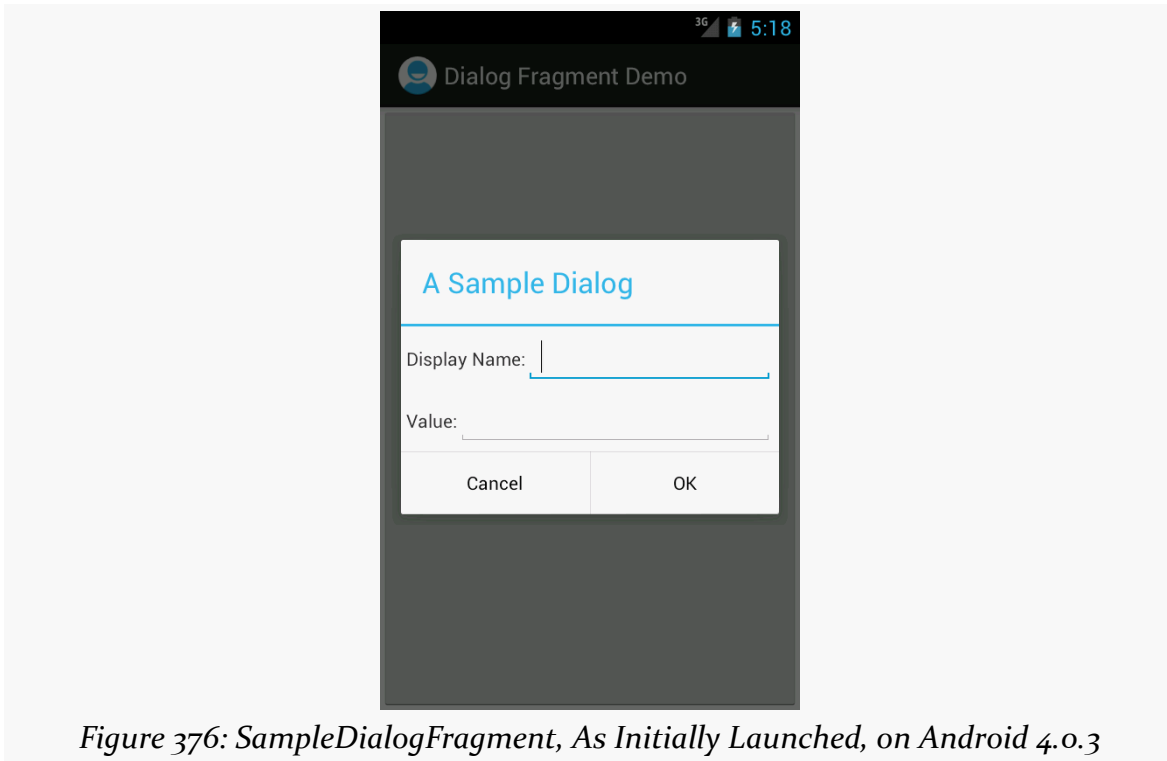 3G 5:18
Dialog Fragment Demo
A Sample Dialog
Display Name:
Value:
Cancel OK
Figure 376: SampleDialogFragment, As Initially Launched, on Android 4.0.3